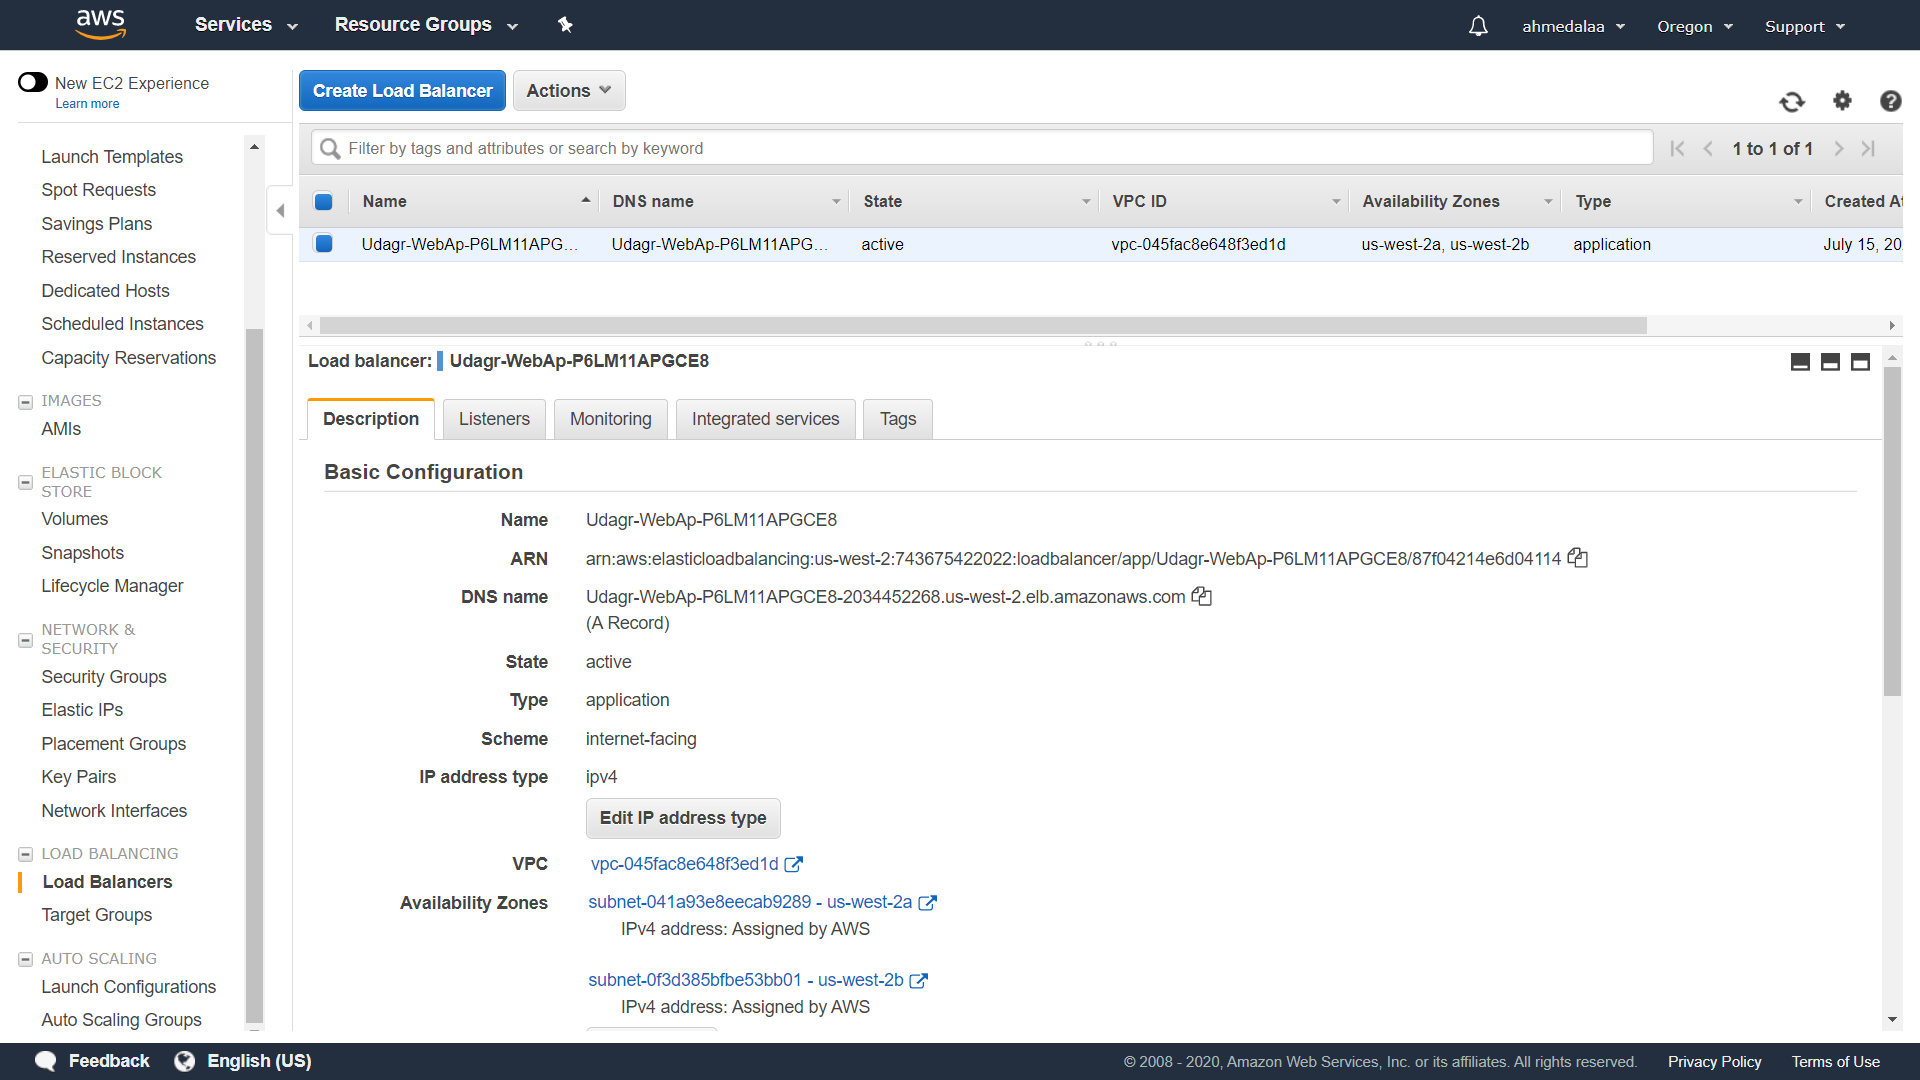 aws Services Resource Groups ahmedalaa Oregon Support
New EC2 Experience
Learn more
Launch Templates
Spot Requests
Savings Plans
Reserved Instances
Dedicated Hosts
Scheduled Instances
Capacity Reservations
IMAGES
AMIs
ELASTIC BLOCK
STORE
Volumes
Snapshots
Lifecycle Manager
NETWORK &
SECURITY
Security Groups
Elastic IPs
Placement Groups
Key Pairs
Network Interfaces
LOAD BALANCING
Load Balancers
Target Groups
AUTO SCALING
Launch Configurations
Auto Scaling Groups
Create Load Balancer Actions
Filter by tags and attributes or search by keyword 1 to 1 of 1
Name DNS name State VPC ID Availability Zones Type Created At
Udagr-WebAp-P6LM11APG... Udagr-WebAp-P6LM11APG... active vpc-045fac8e648f3ed1d us-west-2a, us-west-2b application July 15, 20
Load balancer: Udagr-WebAp-P6LM11APGCE8
Description Listeners Monitoring Integrated services Tags
Basic Configuration
Name Udagr-WebAp-P6LM11APGCE8
ARN arn:aws:elasticloadbalancing:us-west-2:743675422022:loadbalancer/app/Udagr-WebAp-P6LM11APGCE8/87f04214e6d04114
DNS name Udagr-WebAp-P6LM11APGCE8-2034452268.us-west-2.elb.amazonaws.com
(A Record)
State active
Type application
Scheme internet-facing
IP address type ipv4
Edit IP address type
VPC vpc-045fac8e648f3ed1d
Availability Zones subnet-041a93e8eecab9289 - us-west-2a
IPv4 address: Assigned by AWS
subnet-0f3d385bfbe53bb01 - us-west-2b
IPv4 address: Assigned by AWS
Feedback English (US) © 2008 - 2020, Amazon Web Services, Inc. or its affiliates. All rights reserved. Privacy Policy Terms of Use